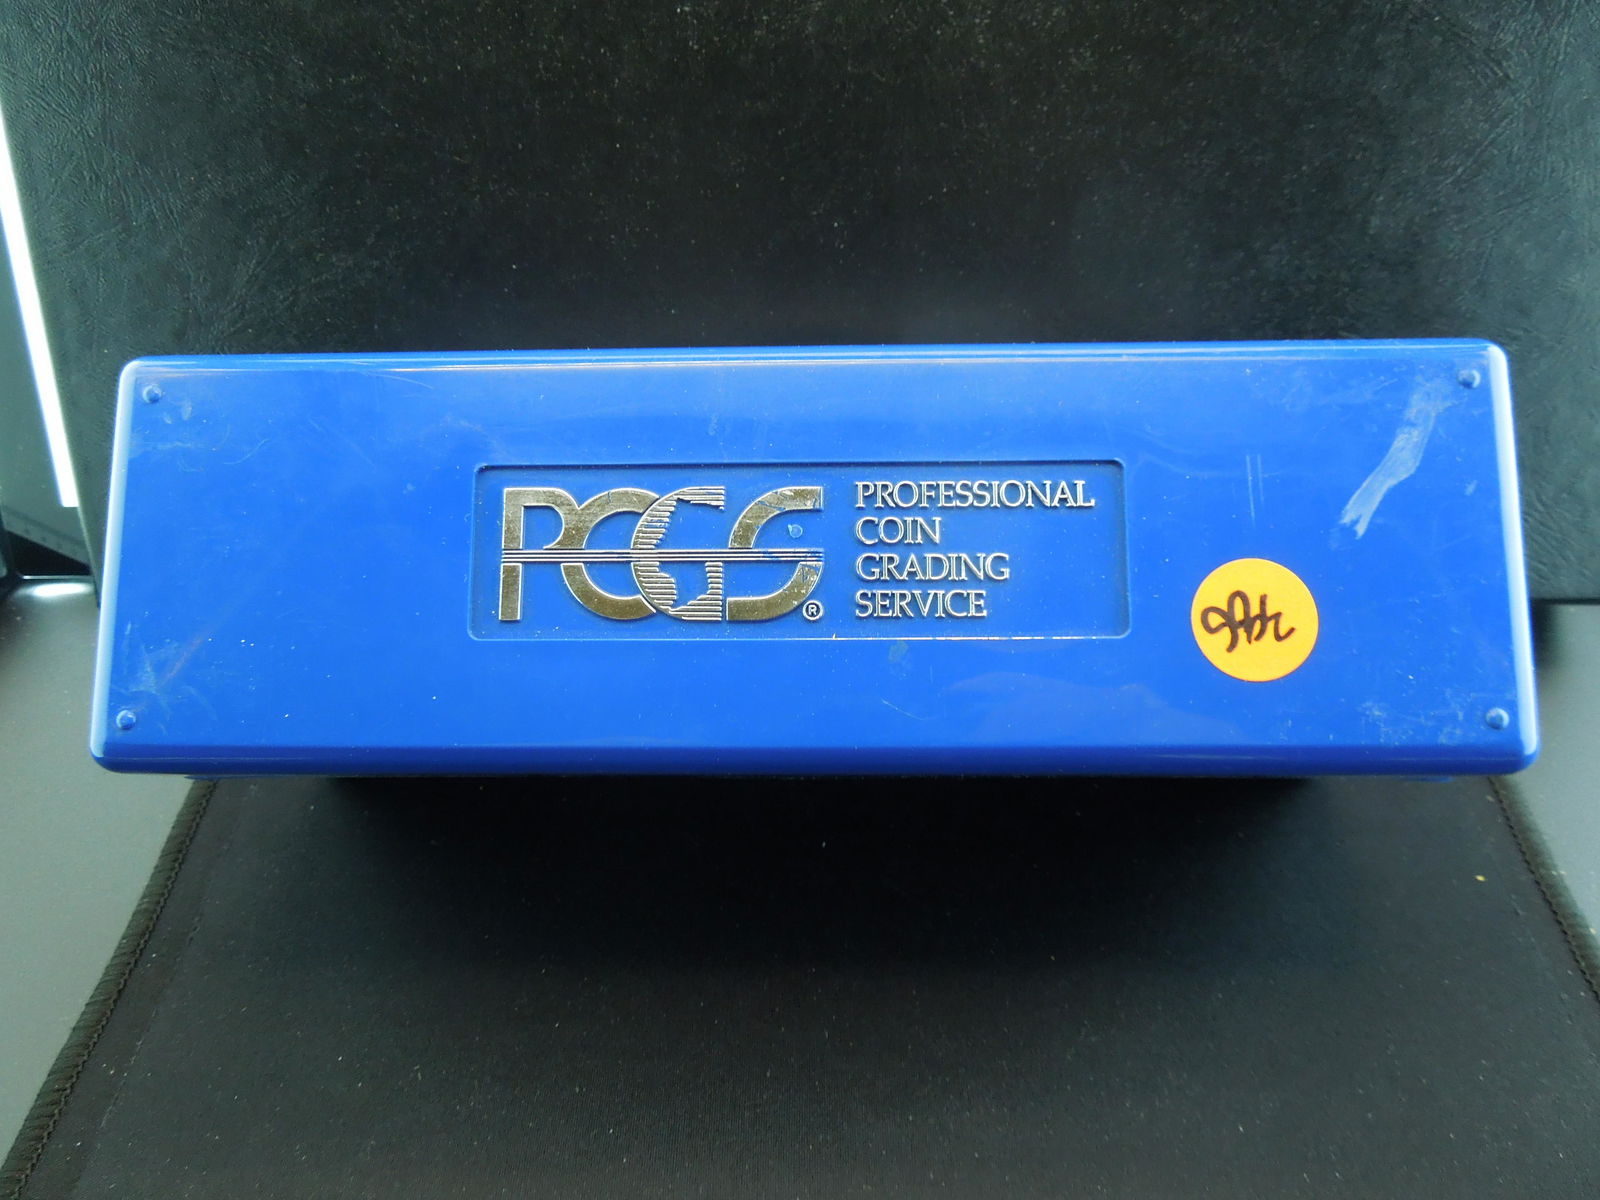 PCGS®
PROFESSIONAL
COIN
GRADING
SERVICE